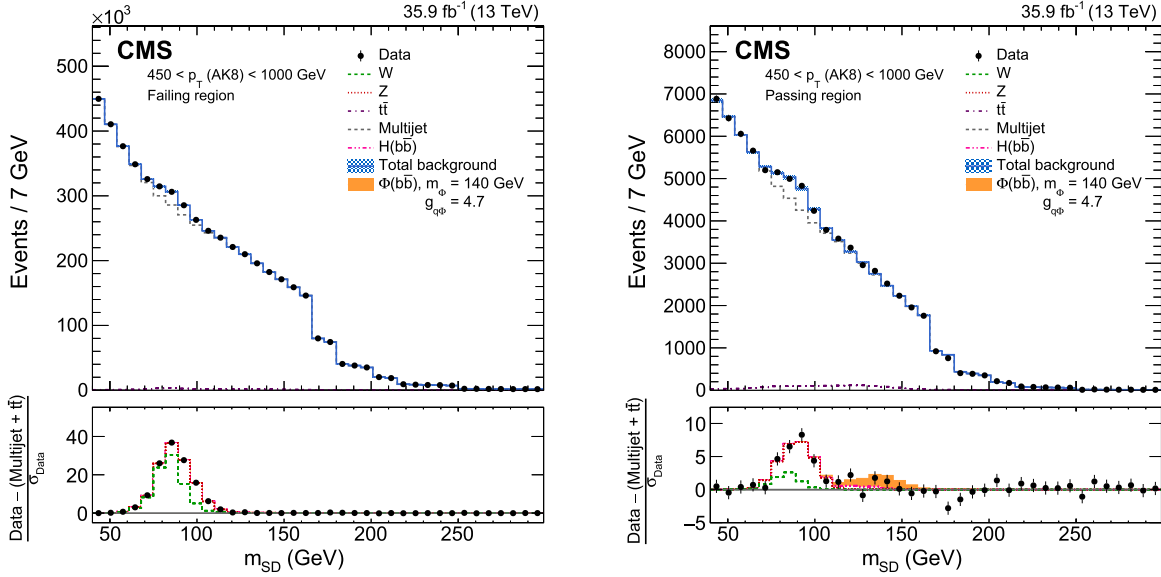 35.9 fb⁻¹ (13 TeV)
×10³
CMS
450 < p_T (AK8) < 1000 GeV
Failing region
Data
W
Z
tt̄
Multijet
H(bb̄)
Total background
Φ(bb̄), m_Φ = 140 GeV
g_qΦ = 4.7
Events / 7 GeV
500
400
300
200
100
0
Data – (Multijet + tt̄)
σ_Data
40
20
0
50 100 150 200 250
m_SD (GeV)
35.9 fb⁻¹ (13 TeV)
CMS
450 < p_T (AK8) < 1000 GeV
Passing region
Data
W
Z
tt̄
Multijet
H(bb̄)
Total background
Φ(bb̄), m_Φ = 140 GeV
g_qΦ = 4.7
Events / 7 GeV
8000
7000
6000
5000
4000
3000
2000
1000
0
Data – (Multijet + tt̄)
σ_Data
10
5
0
−5
50 100 150 200 250
m_SD (GeV)